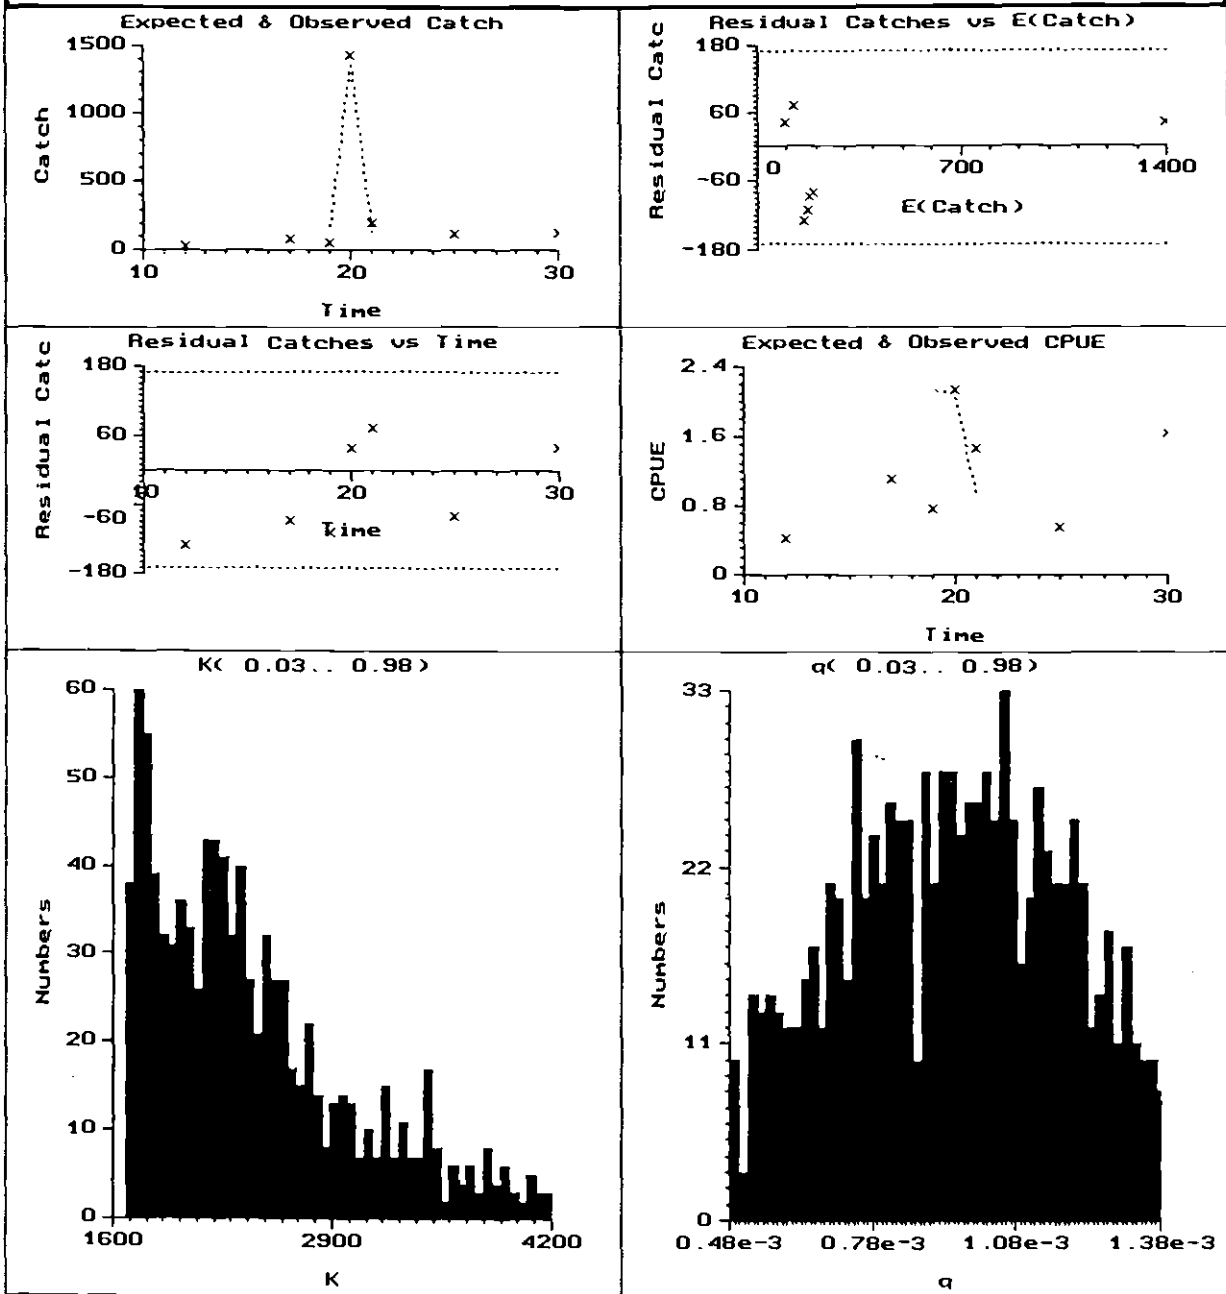 Expected & Observed Catch
1500
1000
500
0
Catch
10
20
30
Time
Residual Catches vs E(Catch)
180
60
-60
-180
Residual Catc
0
700
1400
E(Catch)
Residual Catches vs Time
180
60
-60
-180
Residual Catc
10
20
30
Time
Expected & Observed CPUE
2.4
1.6
0.8
0
CPUE
10
20
30
Time
K( 0.03.. 0.98)
60
50
40
30
20
10
0
Numbers
1600
2900
4200
K
q( 0.03.. 0.98)
33
22
11
0
Numbers
0.48e-3
0.78e-3
1.08e-3
1.38e-3
q